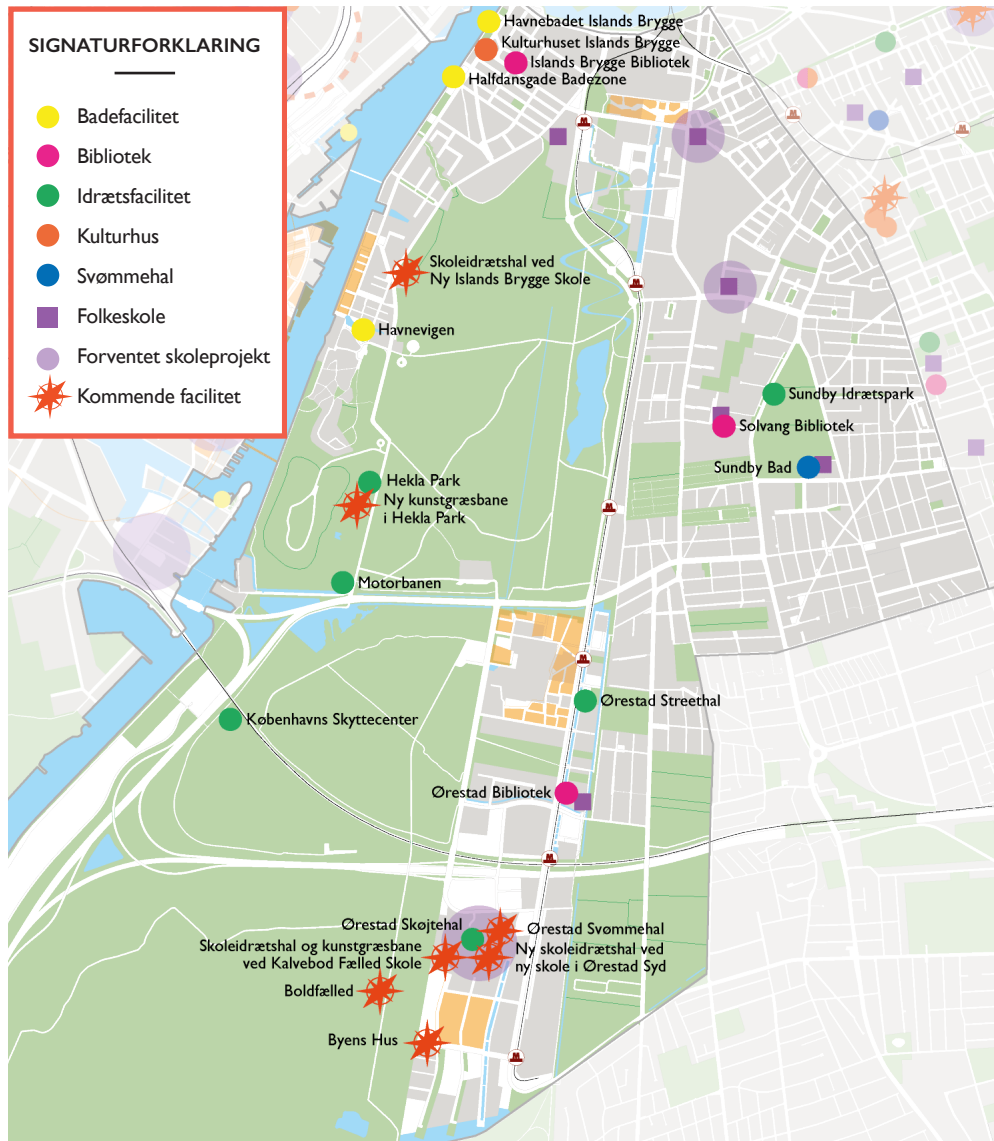 SIGNATURFORKLARING
Badefacilitet
Bibliotek
Idrætsfacilitet
Kulturhus
Svømmehal
Folkeskole
Forventet skoleprojekt
Kommende facilitet
Havnebadet Islands Brygge
Kulturhuset Islands Brygge
Islands Brygge Bibliotek
Halfdansgade Badezone
Skoleidrætshal ved
Ny Islands Brygge Skole
Havnevigen
Sundby Idrætspark
Solvang Bibliotek
Sundby Bad
Hekla Park
Ny kunstgræsbane
i Hekla Park
Motorbanen
Ørestad Streethal
Københavns Skyttecenter
Ørestad Bibliotek
Ørestad Skøjtehal
Ørestad Svømmehal
Skoleidrætshal og kunstgræsbane
ved Kalvebod Fælled Skole
Ny skoleidrætshal ved
ny skole i Ørestad Syd
Boldfælled
Byens Hus